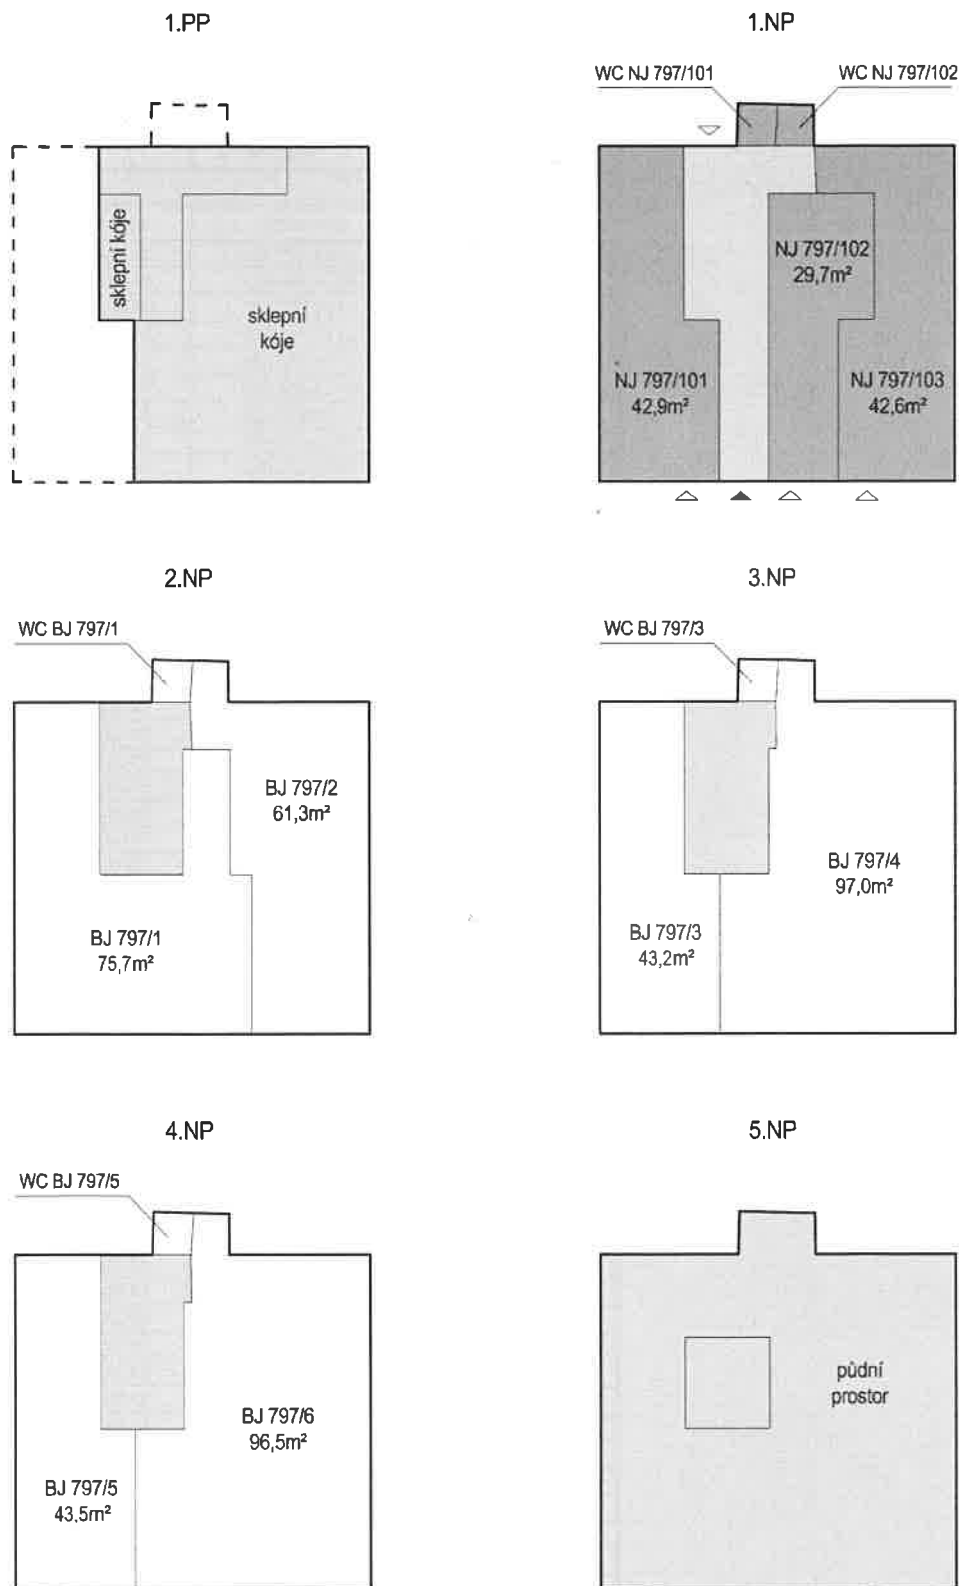 1.PP
sklepní kóje
sklepní
kóje
1.NP
WC NJ 797/101
WC NJ 797/102
NJ 797/102
29,7m²
NJ 797/101
42,9m²
NJ 797/103
42,6m²
2.NP
WC BJ 797/1
BJ 797/2
61,3m²
BJ 797/1
75,7m²
3.NP
WC BJ 797/3
BJ 797/4
97,0m²
BJ 797/3
43,2m²
4.NP
WC BJ 797/5
BJ 797/6
96,5m²
BJ 797/5
43,5m²
5.NP
půdní
prostor